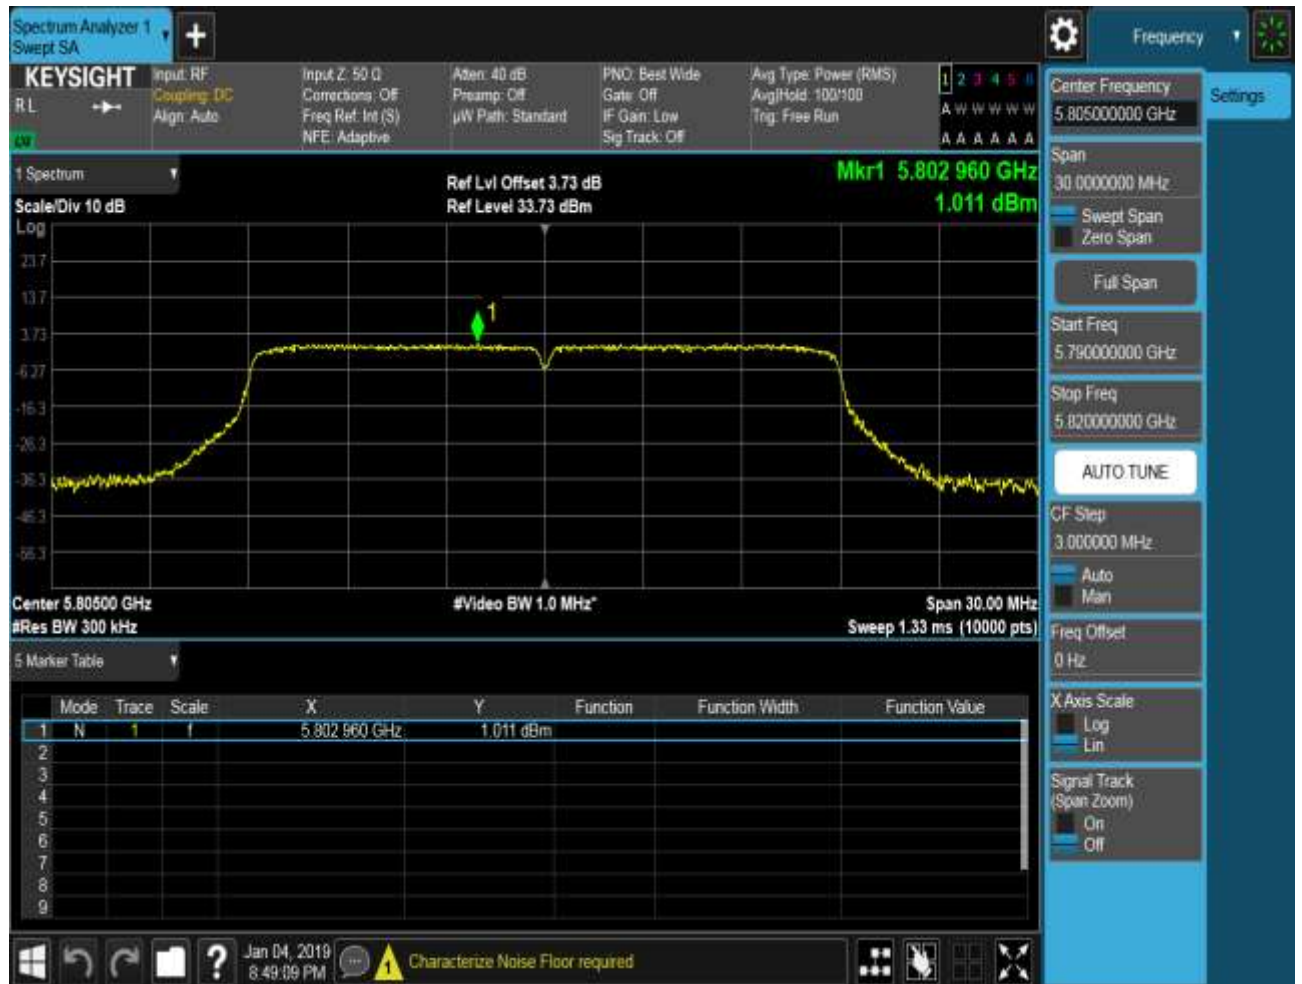 Spectrum Analyzer 1
Swept SA
+
Frequency
KEYSIGHT
RL
Input: RF
Coupling: DC
Align: Auto
Input Z: 50 Ω
Corrections: Off
Freq Ref: Int (S)
NFE: Adaptive
Atten: 40 dB
Preamp: Off
µW Path: Standard
PNO: Best Wide
Gate: Off
IF Gain: Low
Sig Track: Off
Avg Type: Power (RMS)
Avg|Hold: 100/100
Trig: Free Run
1 2 3 4 5 6
A W W W W W
A A A A A A
1 Spectrum
Scale/Div 10 dB
Log
Ref Lvl Offset 3.73 dB
Ref Level 33.73 dBm
Mkr1 5.802 960 GHz
1.011 dBm
23.7
13.7
3.73
-6.27
-16.3
-26.3
-36.3
-46.3
-56.3
1
Center 5.80500 GHz
#Res BW 300 kHz
#Video BW 1.0 MHz*
Span 30.00 MHz
Sweep 1.33 ms (10000 pts)
5 Marker Table
Mode Trace Scale X Y Function Function Width Function Value
1 N 1 f 5.802 960 GHz 1.011 dBm
2
3
4
5
6
7
8
9
Center Frequency
5.805000000 GHz
Settings
Span
30.0000000 MHz
Swept Span
Zero Span
Full Span
Start Freq
5.790000000 GHz
Stop Freq
5.820000000 GHz
AUTO TUNE
CF Step
3.000000 MHz
Auto
Man
Freq Offset
0 Hz
X Axis Scale
Log
Lin
Signal Track
(Span Zoom)
On
Off
?
Jan 04, 2019
8:49:09 PM
1
Characterize Noise Floor required